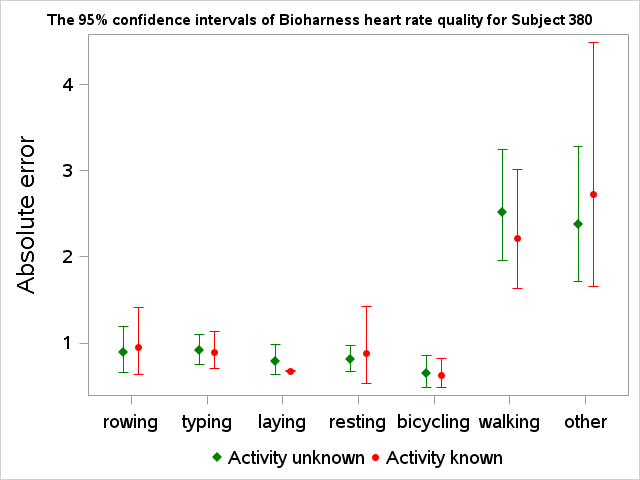 The 95% confidence intervals of Bioharness heart rate quality for Subject 380
4
3
2
1
Absolute error
rowing typing laying resting bicycling walking other
Activity unknown Activity known